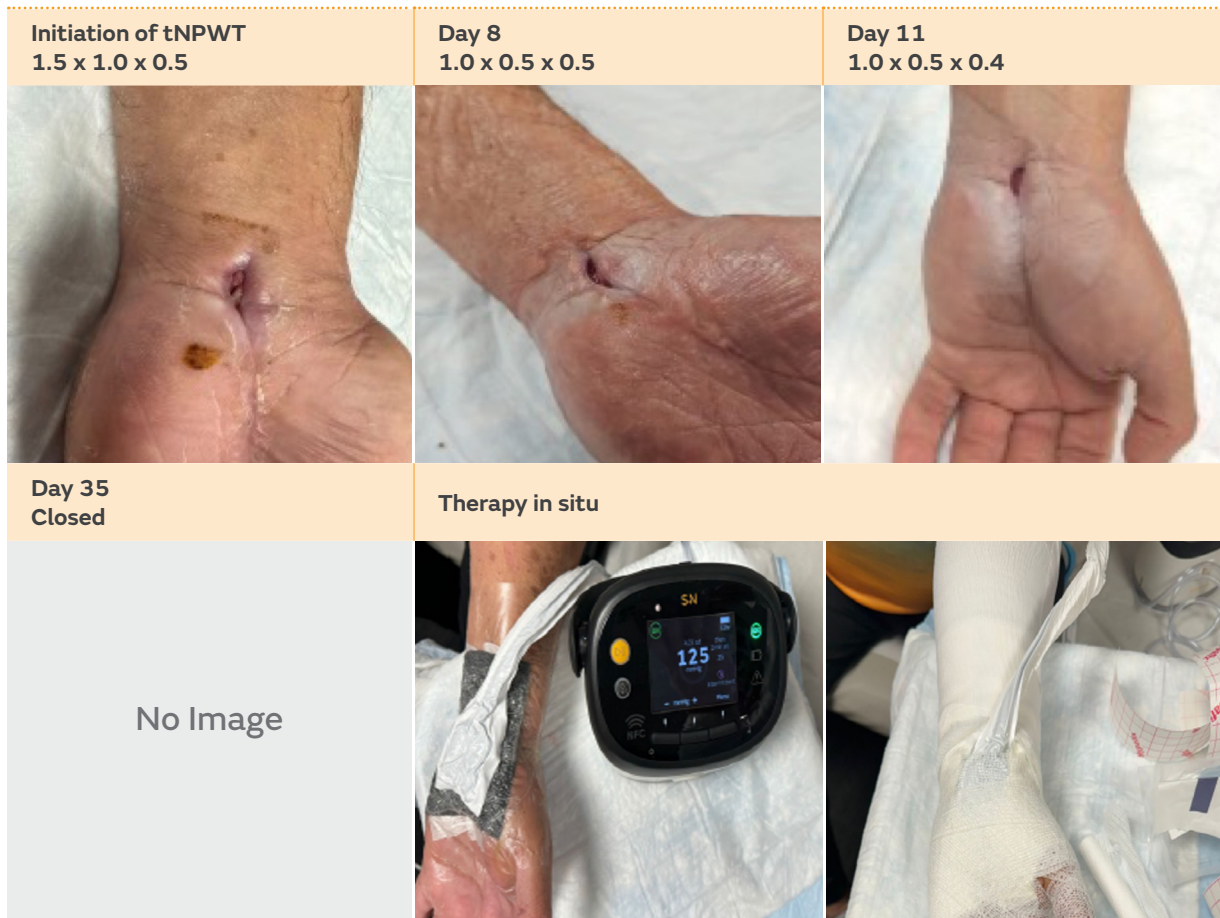 Initiation of tNPWT
1.5 x 1.0 x 0.5
Day 8
1.0 x 0.5 x 0.5
Day 11
1.0 x 0.5 x 0.4
Day 35
Closed
Therapy in situ
No Image
S+N
125
mmHg
- mmHg +
Menu
NFC